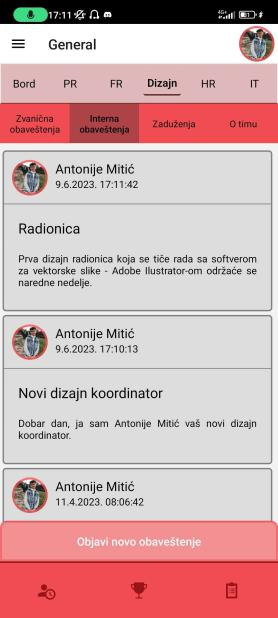 17:11
4G+
General
Bord PR FR Dizajn HR IT
Zvanična Interna Zaduženja O timu
obaveštenja obaveštenja
Antonije Mitić
9.6.2023. 17:11:42
Radionica
Prva dizajn radionica koja se tiče rada sa softverom
za vektorske slike - Adobe Ilustrator-om održaće se
naredne nedelje.
Antonije Mitić
9.6.2023. 17:10:13
Novi dizajn koordinator
Dobar dan, ja sam Antonije Mitić vaš novi dizajn
koordinator.
Antonije Mitić
11.4.2023. 08:06:42
Objavi novo obaveštenje